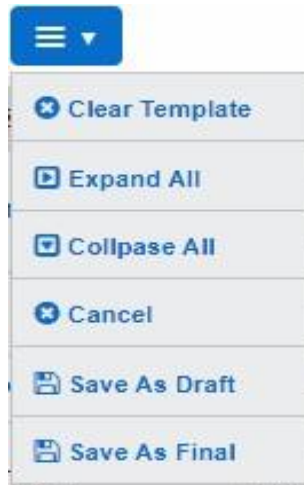 Clear Template
Expand All
Collpase All
Cancel
Save As Draft
Save As Final